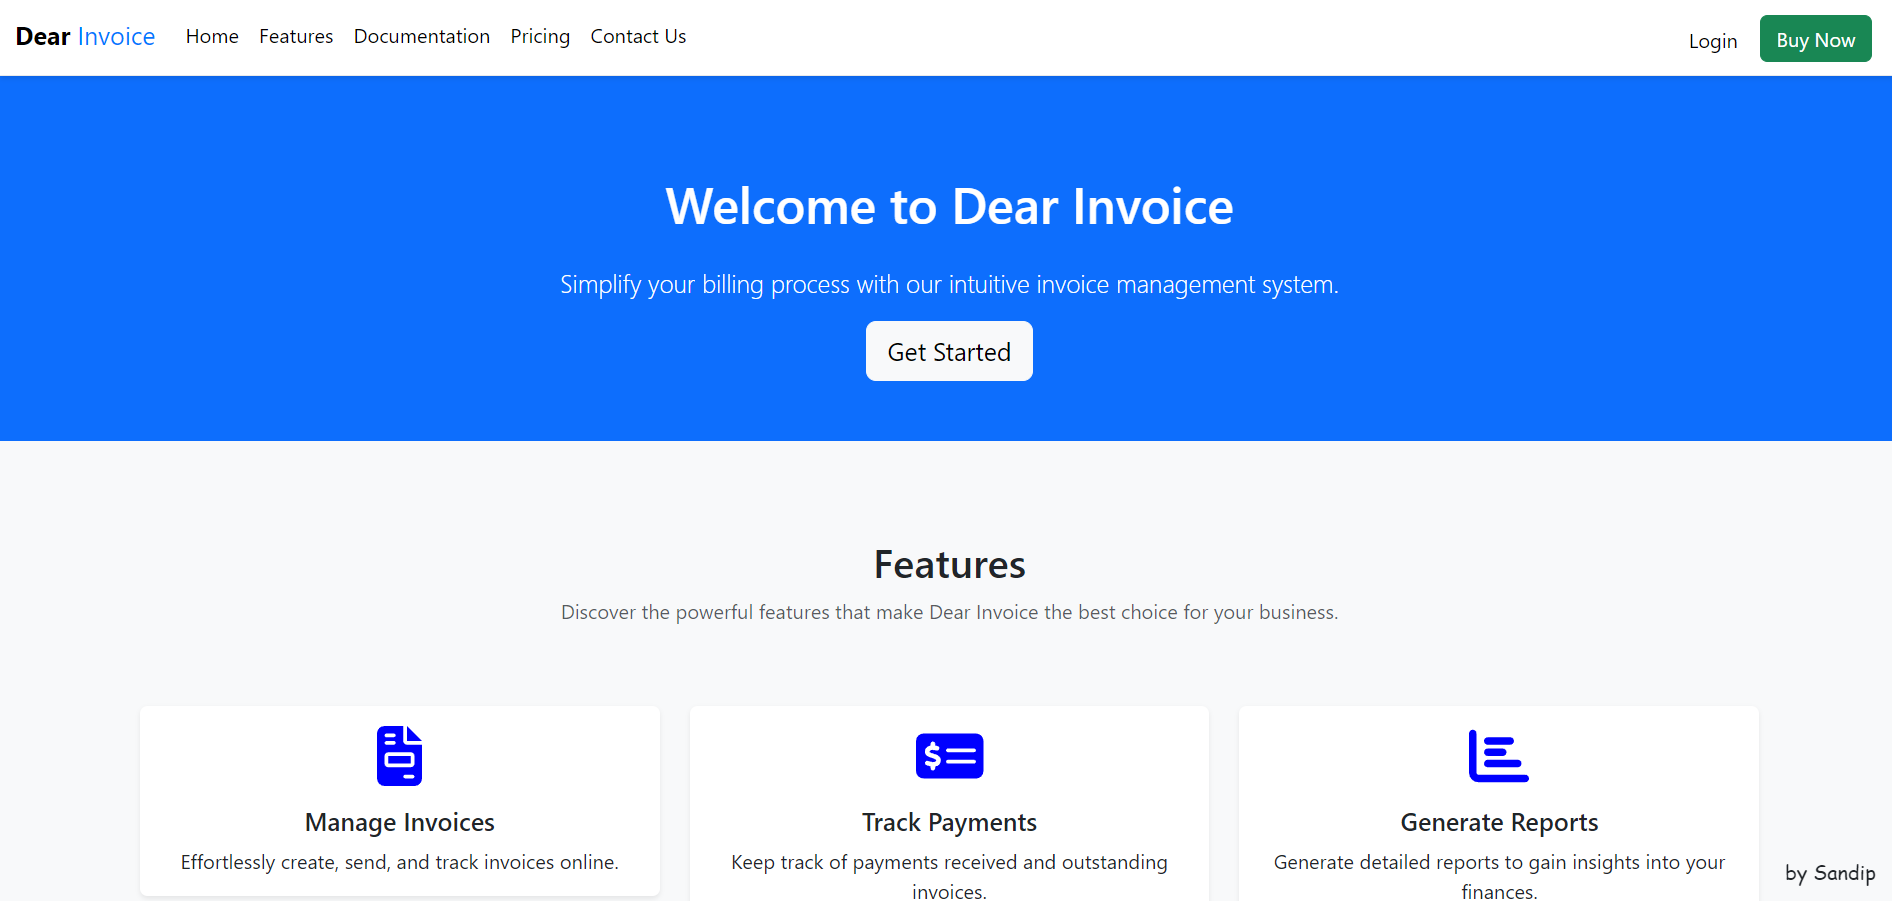 Dear Invoice Home Features Documentation Pricing Contact Us Login Buy Now
Welcome to Dear Invoice
Simplify your billing process with our intuitive invoice management system.
Get Started
Features
Discover the powerful features that make Dear Invoice the best choice for your business.
$
Manage Invoices
Effortlessly create, send, and track invoices online.
Track Payments
Keep track of payments received and outstanding
invoices.
Generate Reports
Generate detailed reports to gain insights into your
finances.
by Sandip